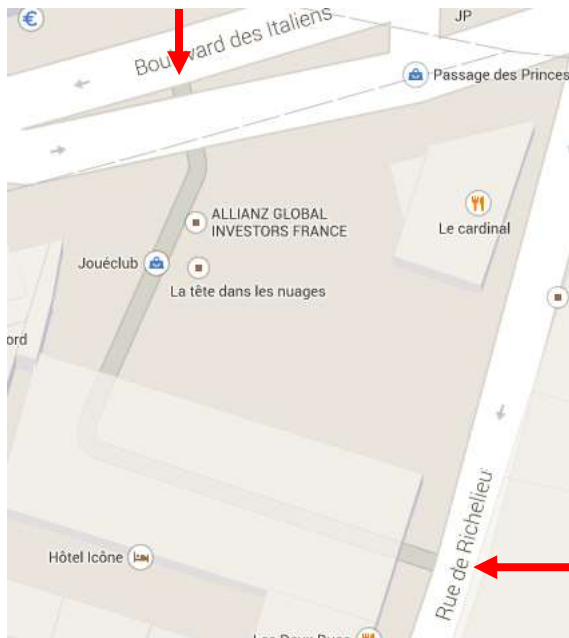 €
JP
Boulevard des Italiens
Passage des Princes
ALLIANZ GLOBAL
INVESTORS FRANCE
Le cardinal
Jouéclub
La tête dans les nuages
ord
Rue de Richelieu
Hôtel Icône